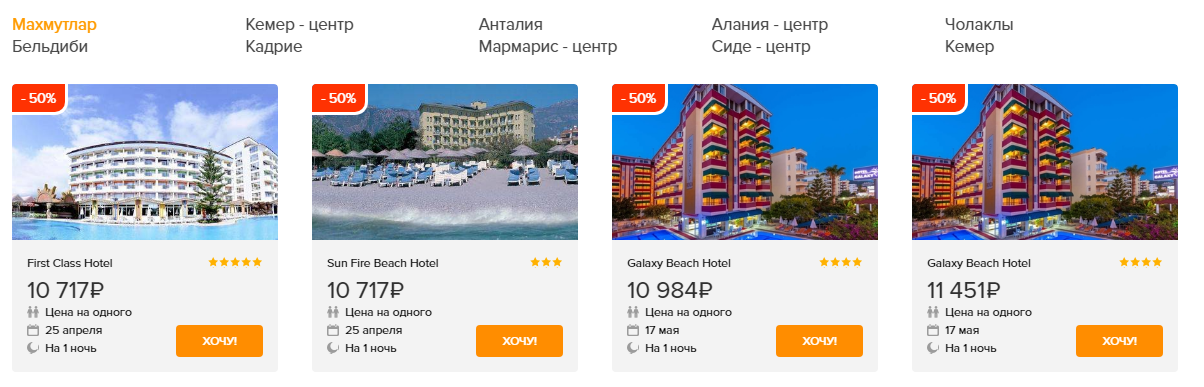 Махмутлар
Кемер - центр
Анталия
Алания - центр
Чолаклы
Бельдиби
Кадрие
Мармарис - центр
Сиде - центр
Кемер
- 50%
- 50%
- 50%
- 50%
HOTEL
GALAXY
First Class Hotel
10 717₽
Цена на одного
25 апреля
На 1 ночь
ХОЧУ!
Sun Fire Beach Hotel
10 717₽
Цена на одного
25 апреля
На 1 ночь
ХОЧУ!
Galaxy Beach Hotel
10 984₽
Цена на одного
17 мая
На 1 ночь
ХОЧУ!
Galaxy Beach Hotel
11 451₽
Цена на одного
17 мая
На 1 ночь
ХОЧУ!